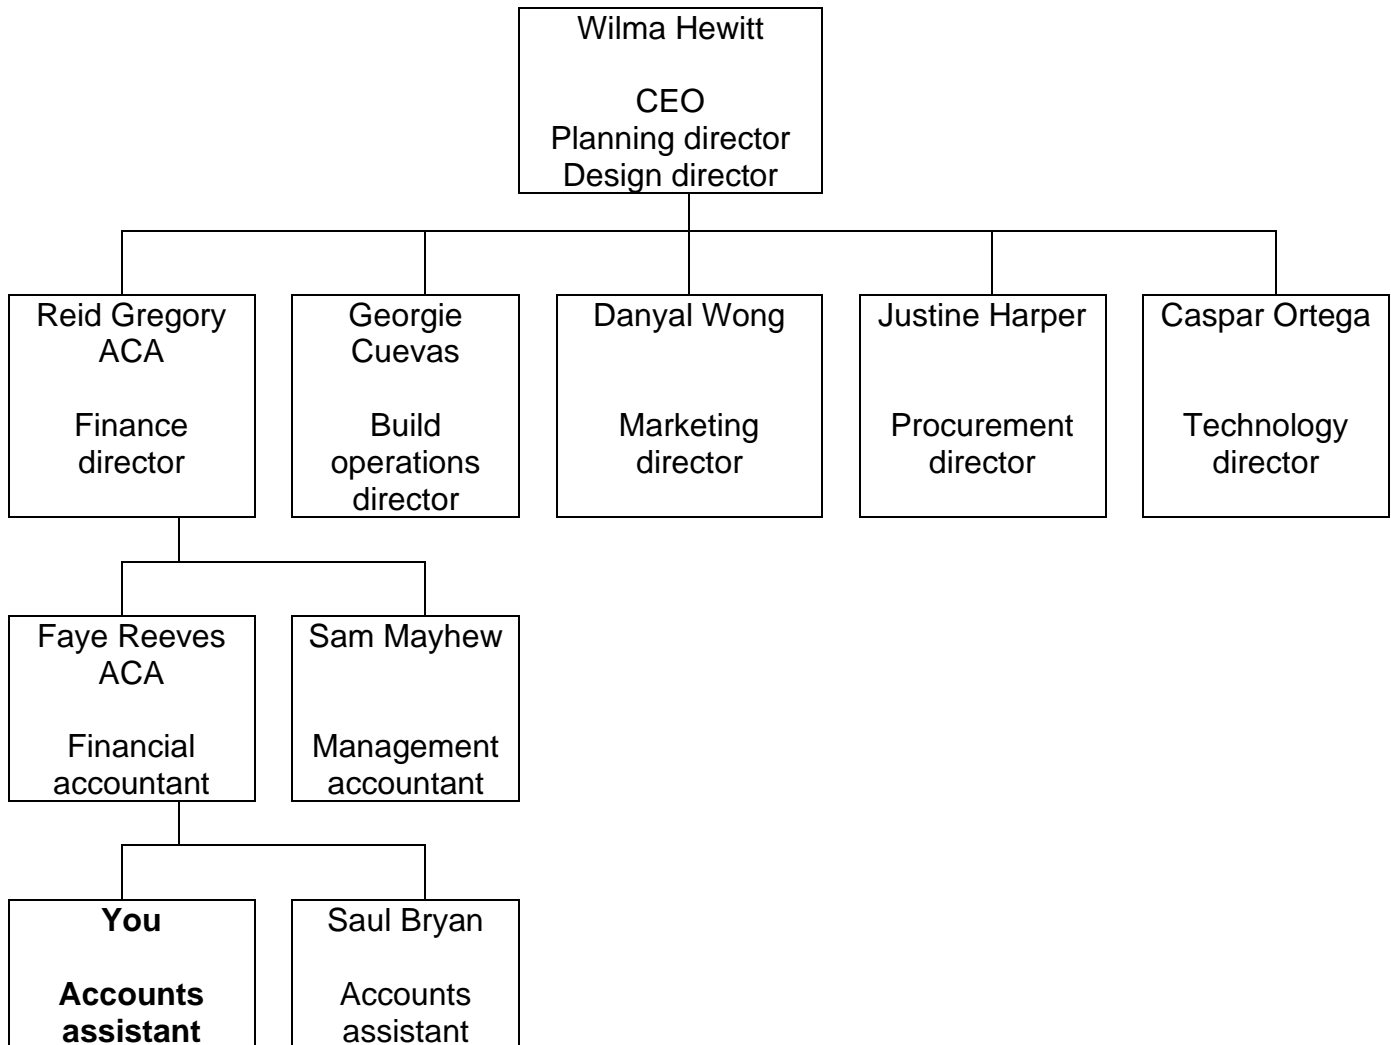 Wilma Hewitt
CEO
Planning director
Design director
Reid Gregory
ACA
Finance
director
Georgie
Cuevas
Build
operations
director
Danyal Wong
Marketing
director
Justine Harper
Procurement
director
Caspar Ortega
Technology
director
Faye Reeves
ACA
Financial
accountant
Sam Mayhew
Management
accountant
You
Accounts
assistant
Saul Bryan
Accounts
assistant